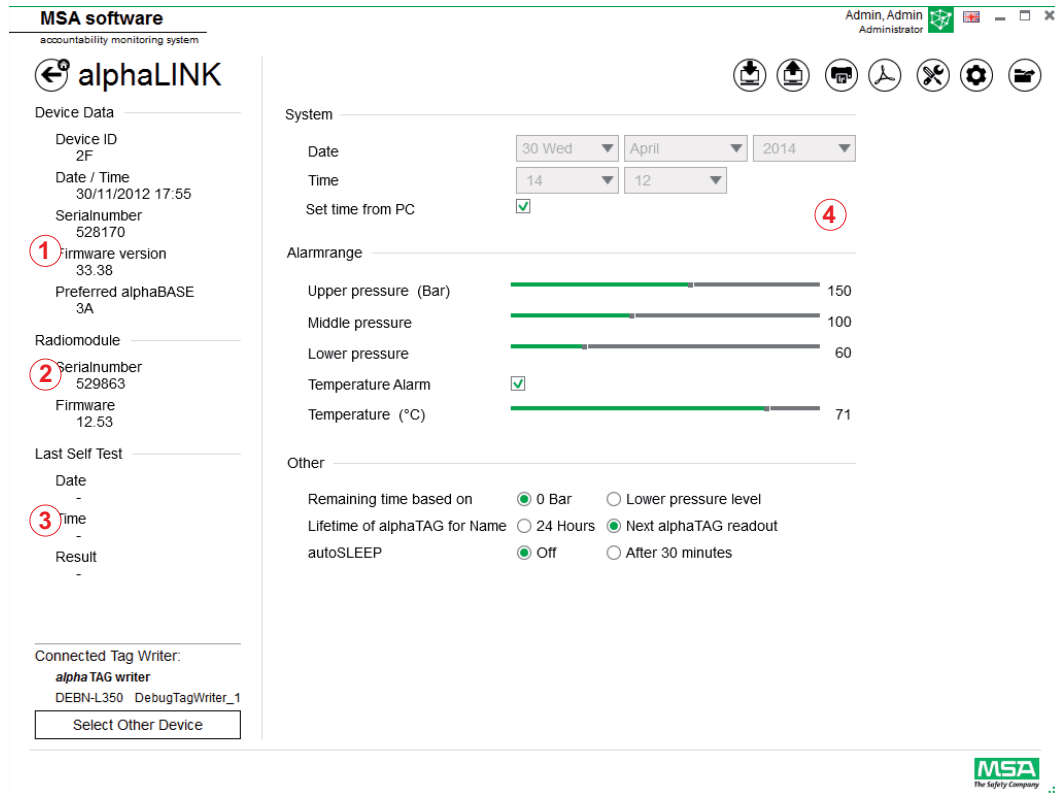 MSA software
accountability monitoring system
Admin, Admin
Administrator
alphaLINK
Device Data
Device ID
2F
Date / Time
30/11/2012 17:55
Serialnumber
528170
1
Firmware version
33.38
Preferred alphaBASE
3A
Radiomodule
2
Serialnumber
529863
Firmware
12.53
Last Self Test
Date
-
3
Time
-
Result
-
Connected Tag Writer:
alpha TAG writer
DEBN-L350 DebugTagWriter_1
Select Other Device
System
Date 30 Wed April 2014
Time 14 12
Set time from PC
4
Alarmrange
Upper pressure (Bar) 150
Middle pressure 100
Lower pressure 60
Temperature Alarm
Temperature (°C) 71
Other
Remaining time based on 0 Bar Lower pressure level
Lifetime of alphaTAG for Name 24 Hours Next alphaTAG readout
autoSLEEP Off After 30 minutes
MSA
The Safety Company